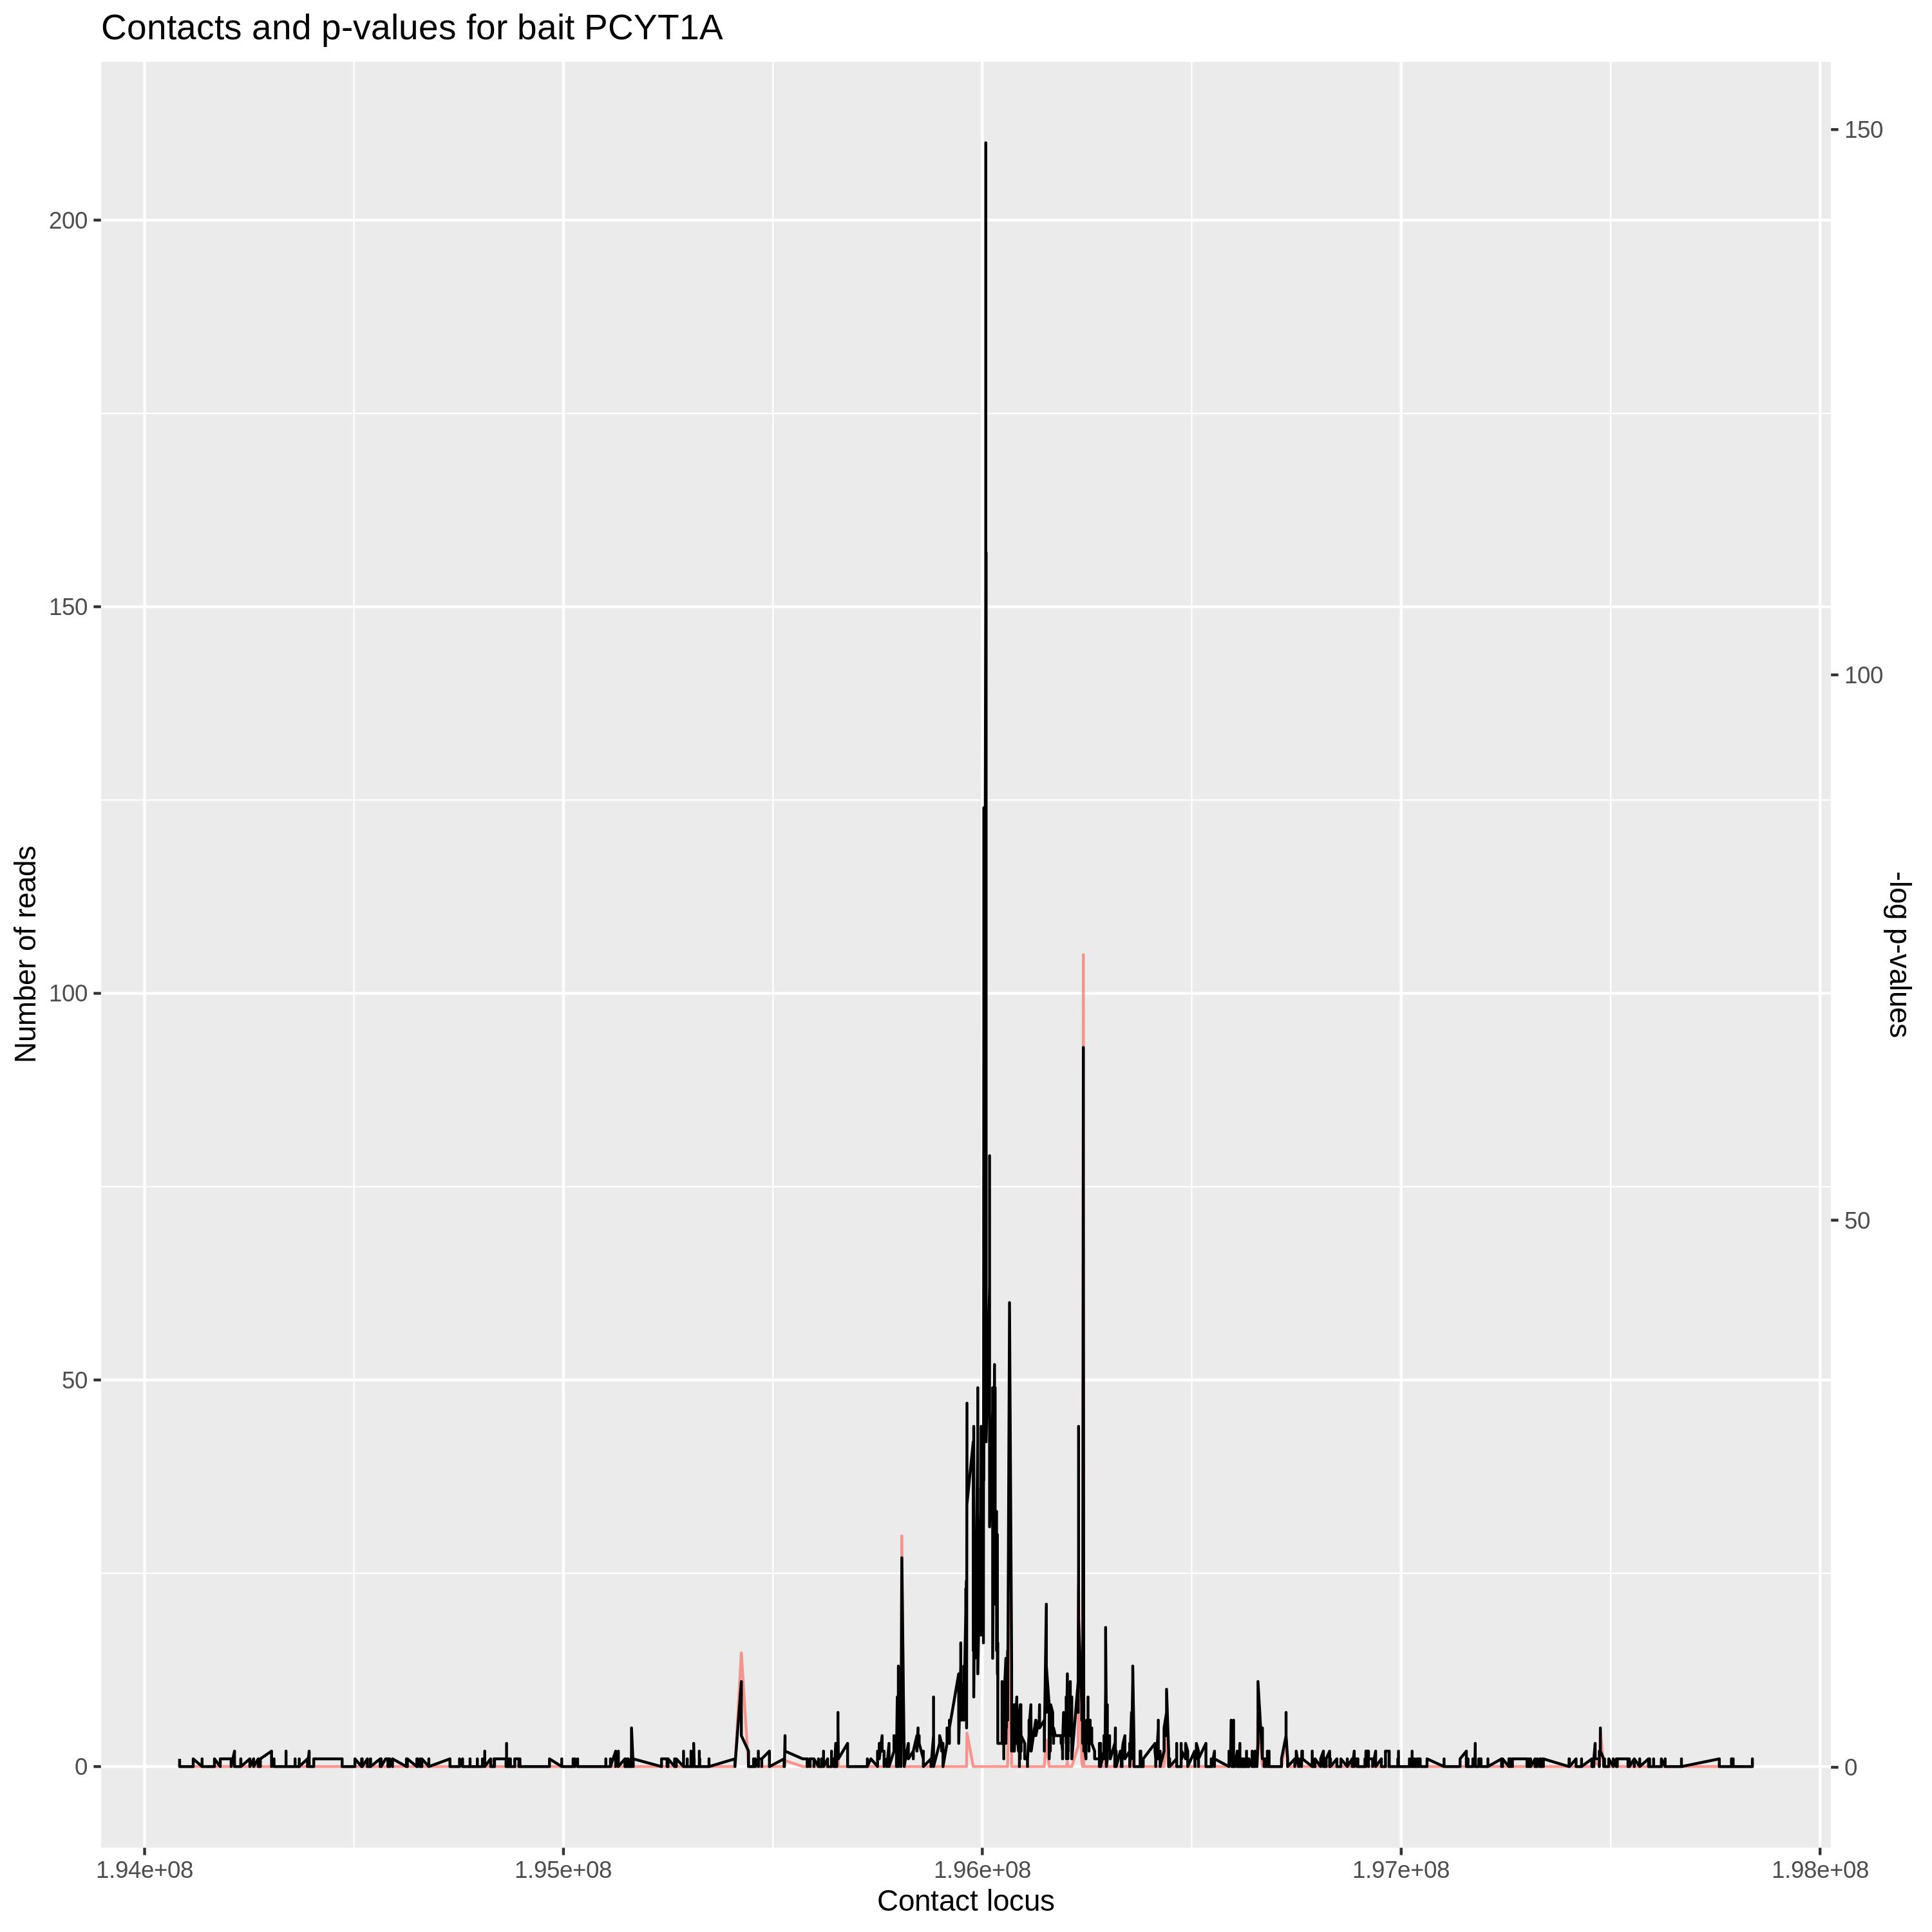 Contacts and p-values for bait PCYT1A
Number of reads
200
150
100
50
0
150
100
50
0
-log p-values
1.94e+08
1.95e+08
1.96e+08
1.97e+08
1.98e+08
Contact locus